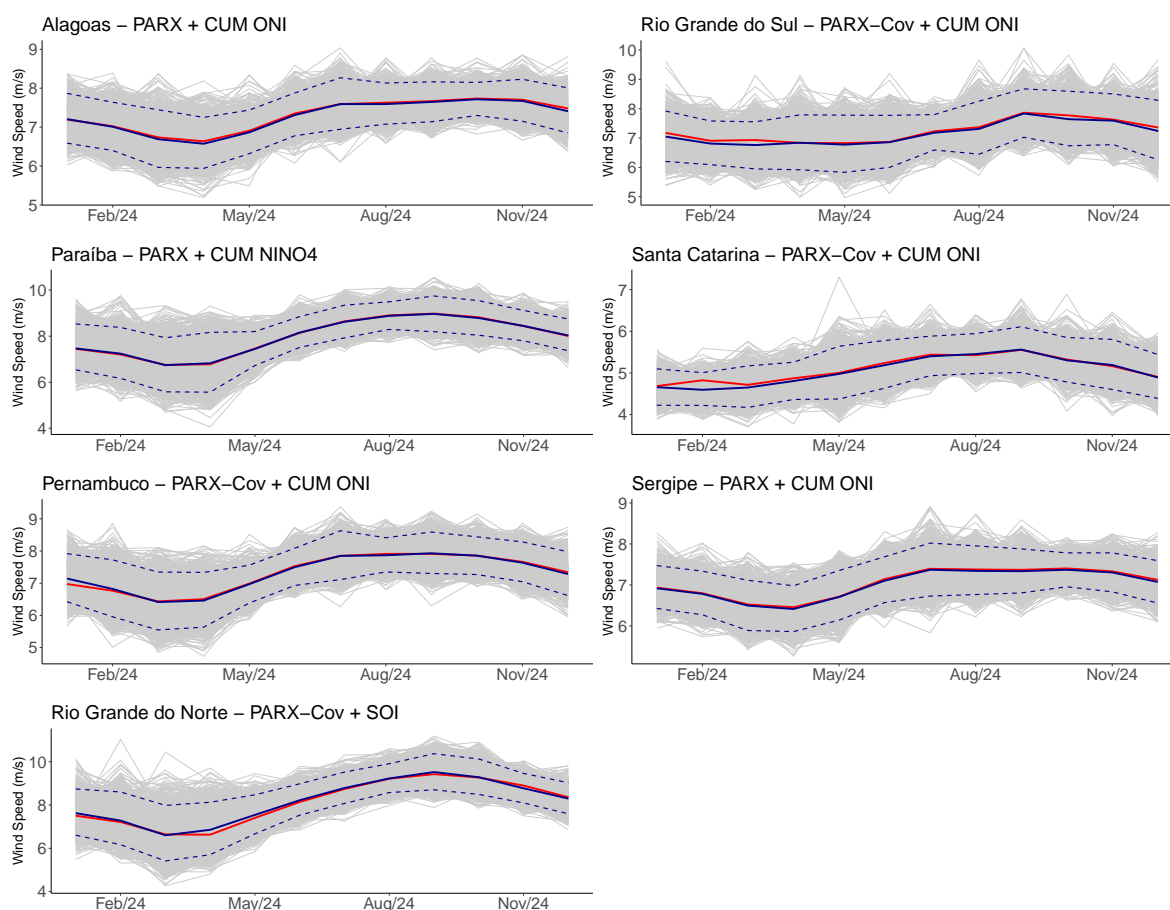 Alagoas – PARX + CUM ONI
Wind Speed (m/s)
9
8
7
6
5
Feb/24 May/24 Aug/24 Nov/24
Rio Grande do Sul – PARX−Cov + CUM ONI
Wind Speed (m/s)
10
9
8
7
6
5
Feb/24 May/24 Aug/24 Nov/24
Paraíba – PARX + CUM NINO4
Wind Speed (m/s)
10
8
6
4
Feb/24 May/24 Aug/24 Nov/24
Santa Catarina – PARX−Cov + CUM ONI
Wind Speed (m/s)
7
6
5
4
Feb/24 May/24 Aug/24 Nov/24
Pernambuco – PARX−Cov + CUM ONI
Wind Speed (m/s)
9
8
7
6
5
Feb/24 May/24 Aug/24 Nov/24
Sergipe – PARX + CUM ONI
Wind Speed (m/s)
9
8
7
6
Feb/24 May/24 Aug/24 Nov/24
Rio Grande do Norte – PARX−Cov + SOI
Wind Speed (m/s)
10
8
6
4
Feb/24 May/24 Aug/24 Nov/24